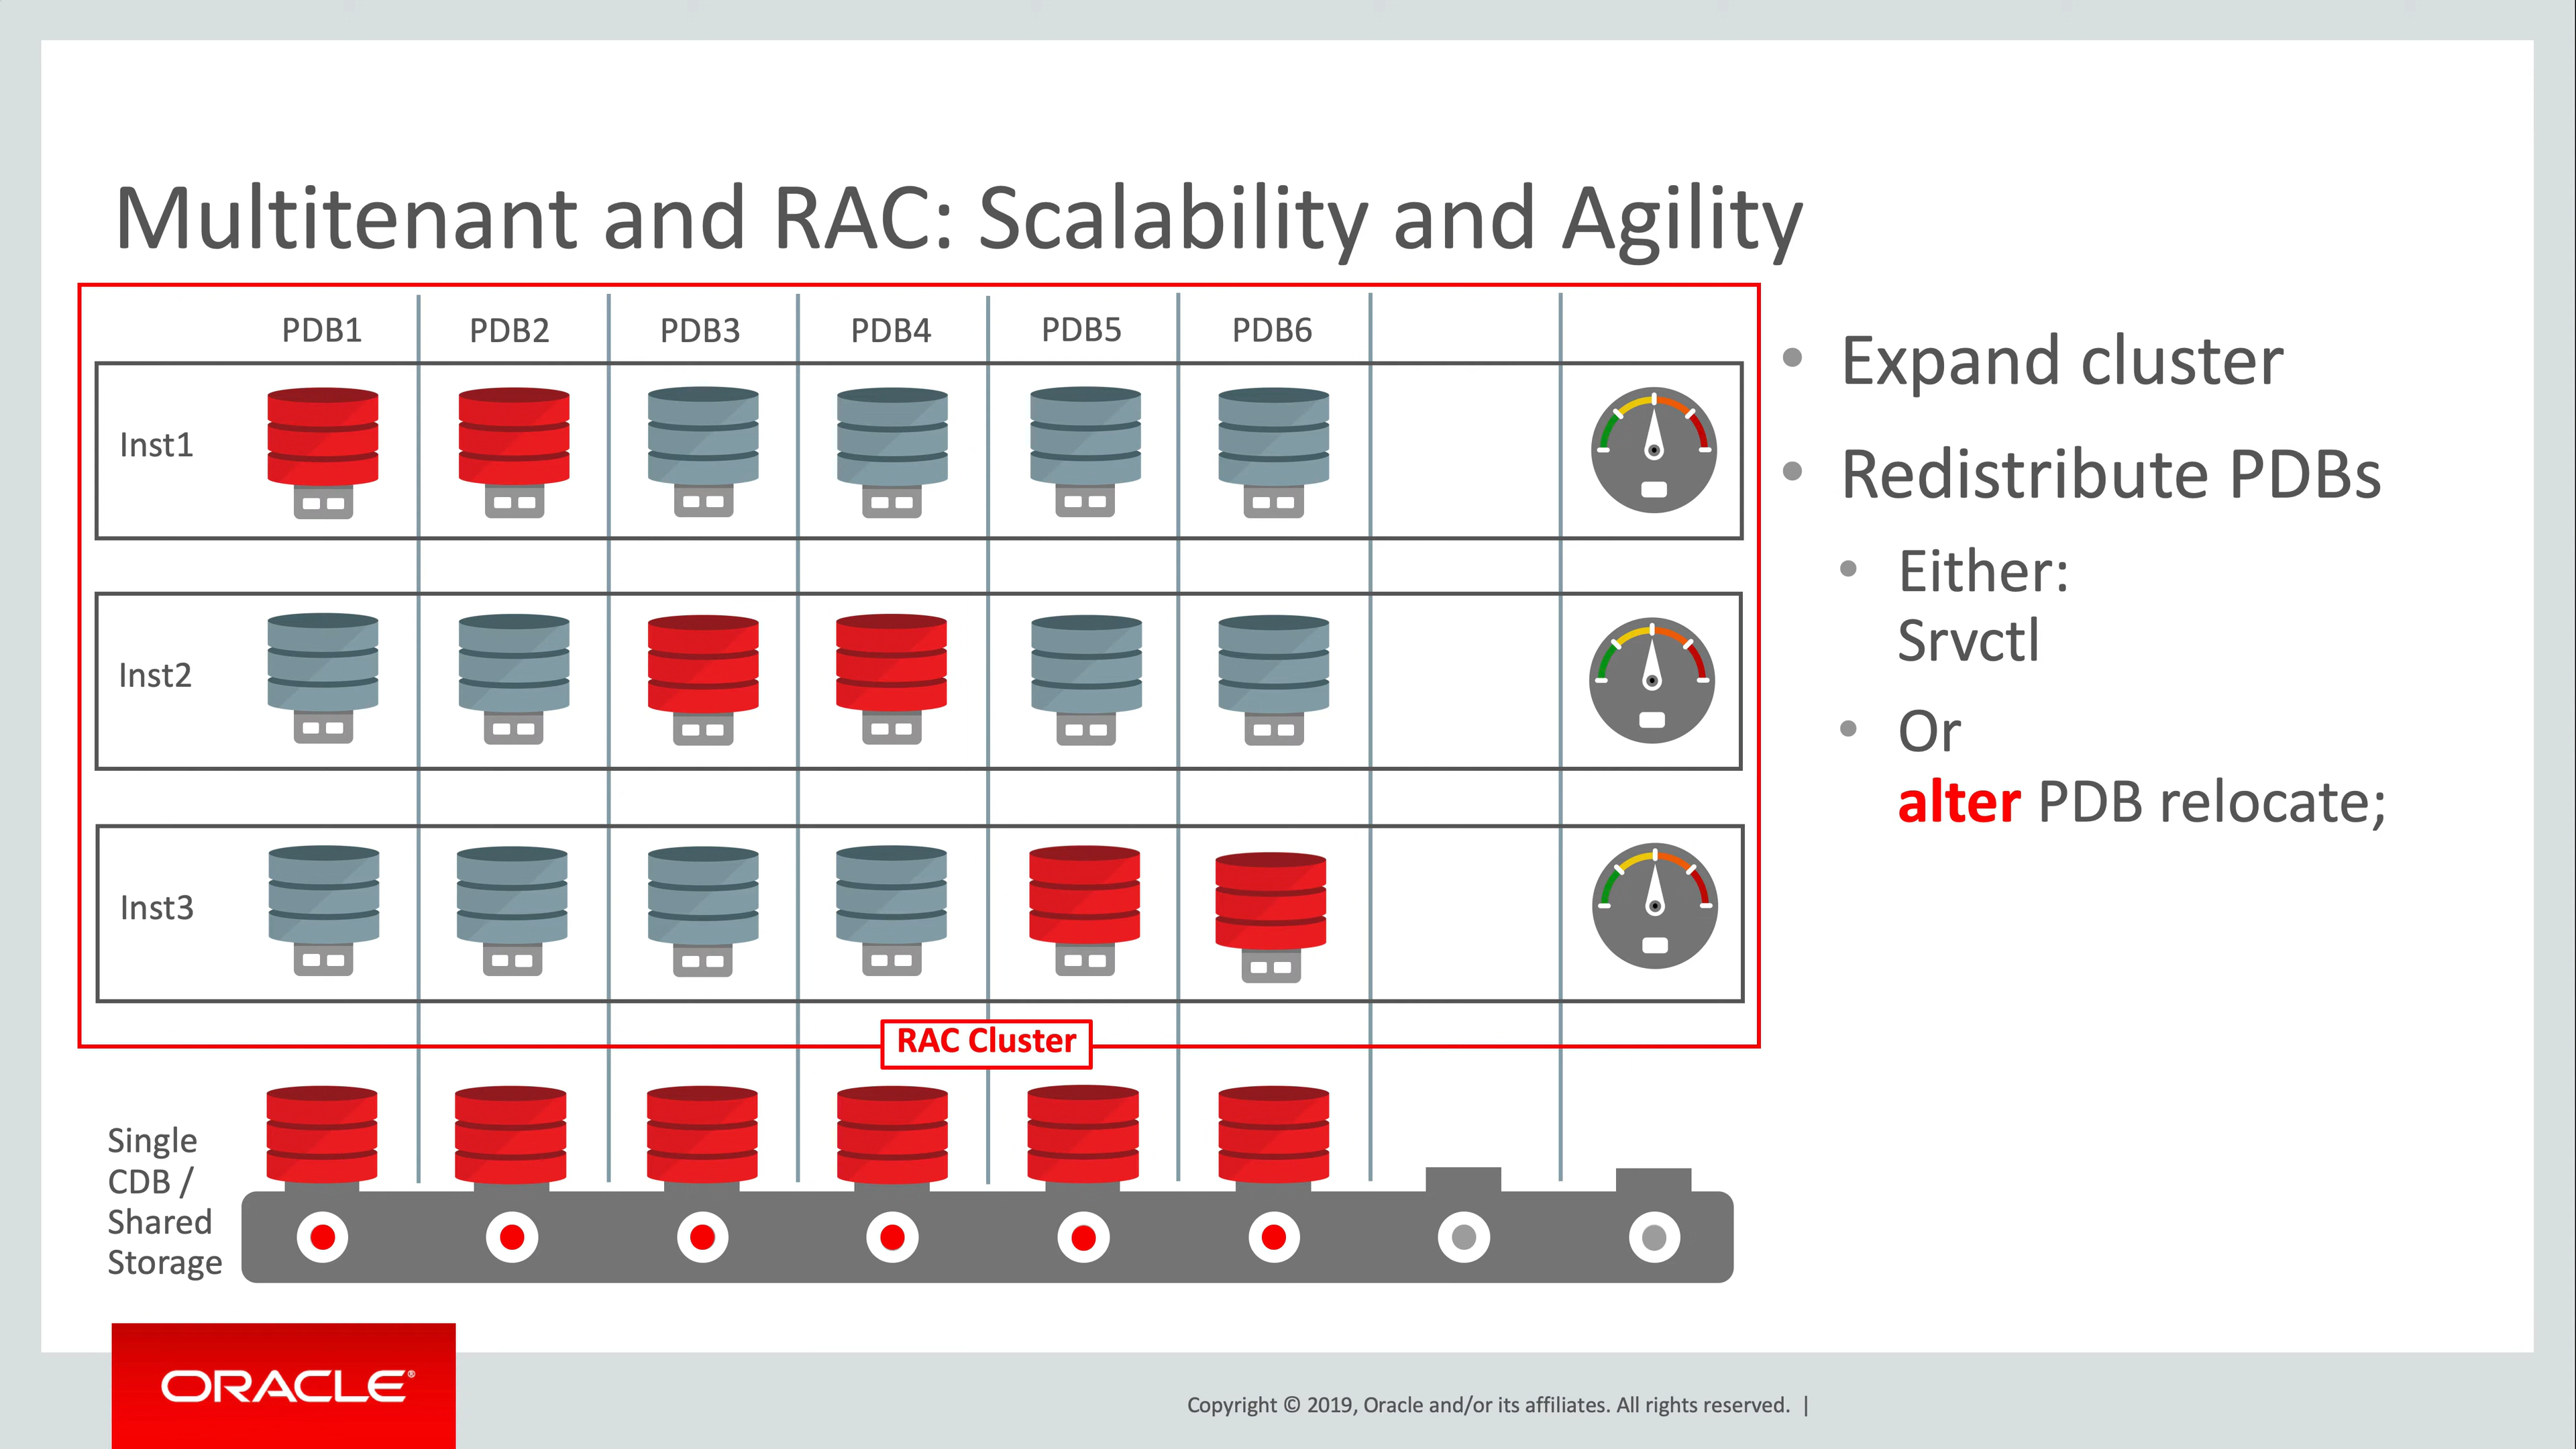 Multitenant and RAC: Scalability and Agility
PDB1 PDB2 PDB3 PDB4 PDB5 PDB6
Inst1
Inst2
Inst3
RAC Cluster
Single
CDB /
Shared
Storage
• Expand cluster
• Redistribute PDBs
• Either:
Srvctl
• Or
alter PDB relocate;
ORACLE®
Copyright © 2019, Oracle and/or its affiliates. All rights reserved. |